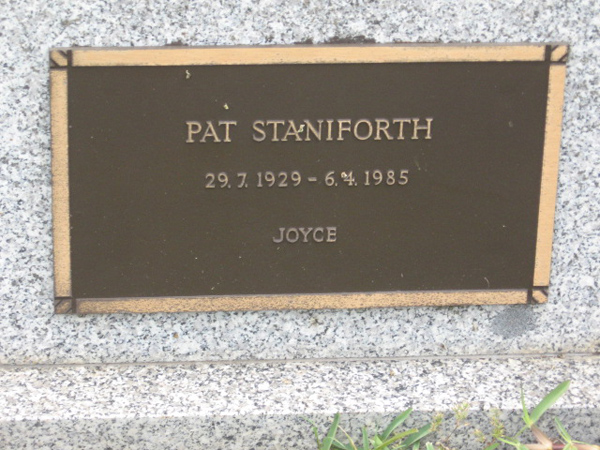 PAT STANIFORTH
29.7.1929 - 6.4.1985
JOYCE